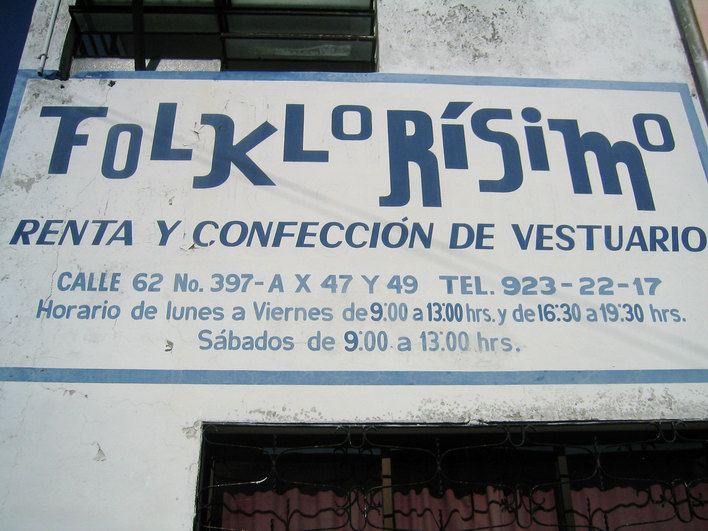 FOLKLORÍSIMO
RENTA Y CONFECCIÓN DE VESTUARIO
CALLE 62 No. 397-A X 47 Y 49 TEL. 923-22-17
Horario de lunes a Viernes de 9:00 a 13:00 hrs. y de 16:30 a 19:30 hrs.
Sábados de 9:00 a 13:00 hrs.